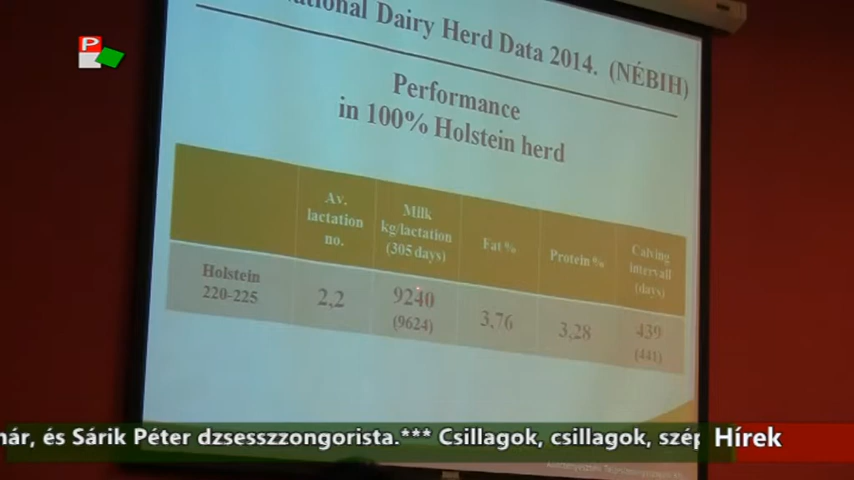 P
Dairy Herd Data 2014. (NÉBIH)
Performance
in 100% Holstein herd
Av. lactation no.
Milk kg/lactation (305 days)
Fat %
Protein %
Calving intervall (days)
Holstein 220-225
2,2
9240 (9624)
3,76
3,28
439 (441)
és Sárik Péter dzsesszzongorista.*** Csillagok, csillagok, szép
Hírek